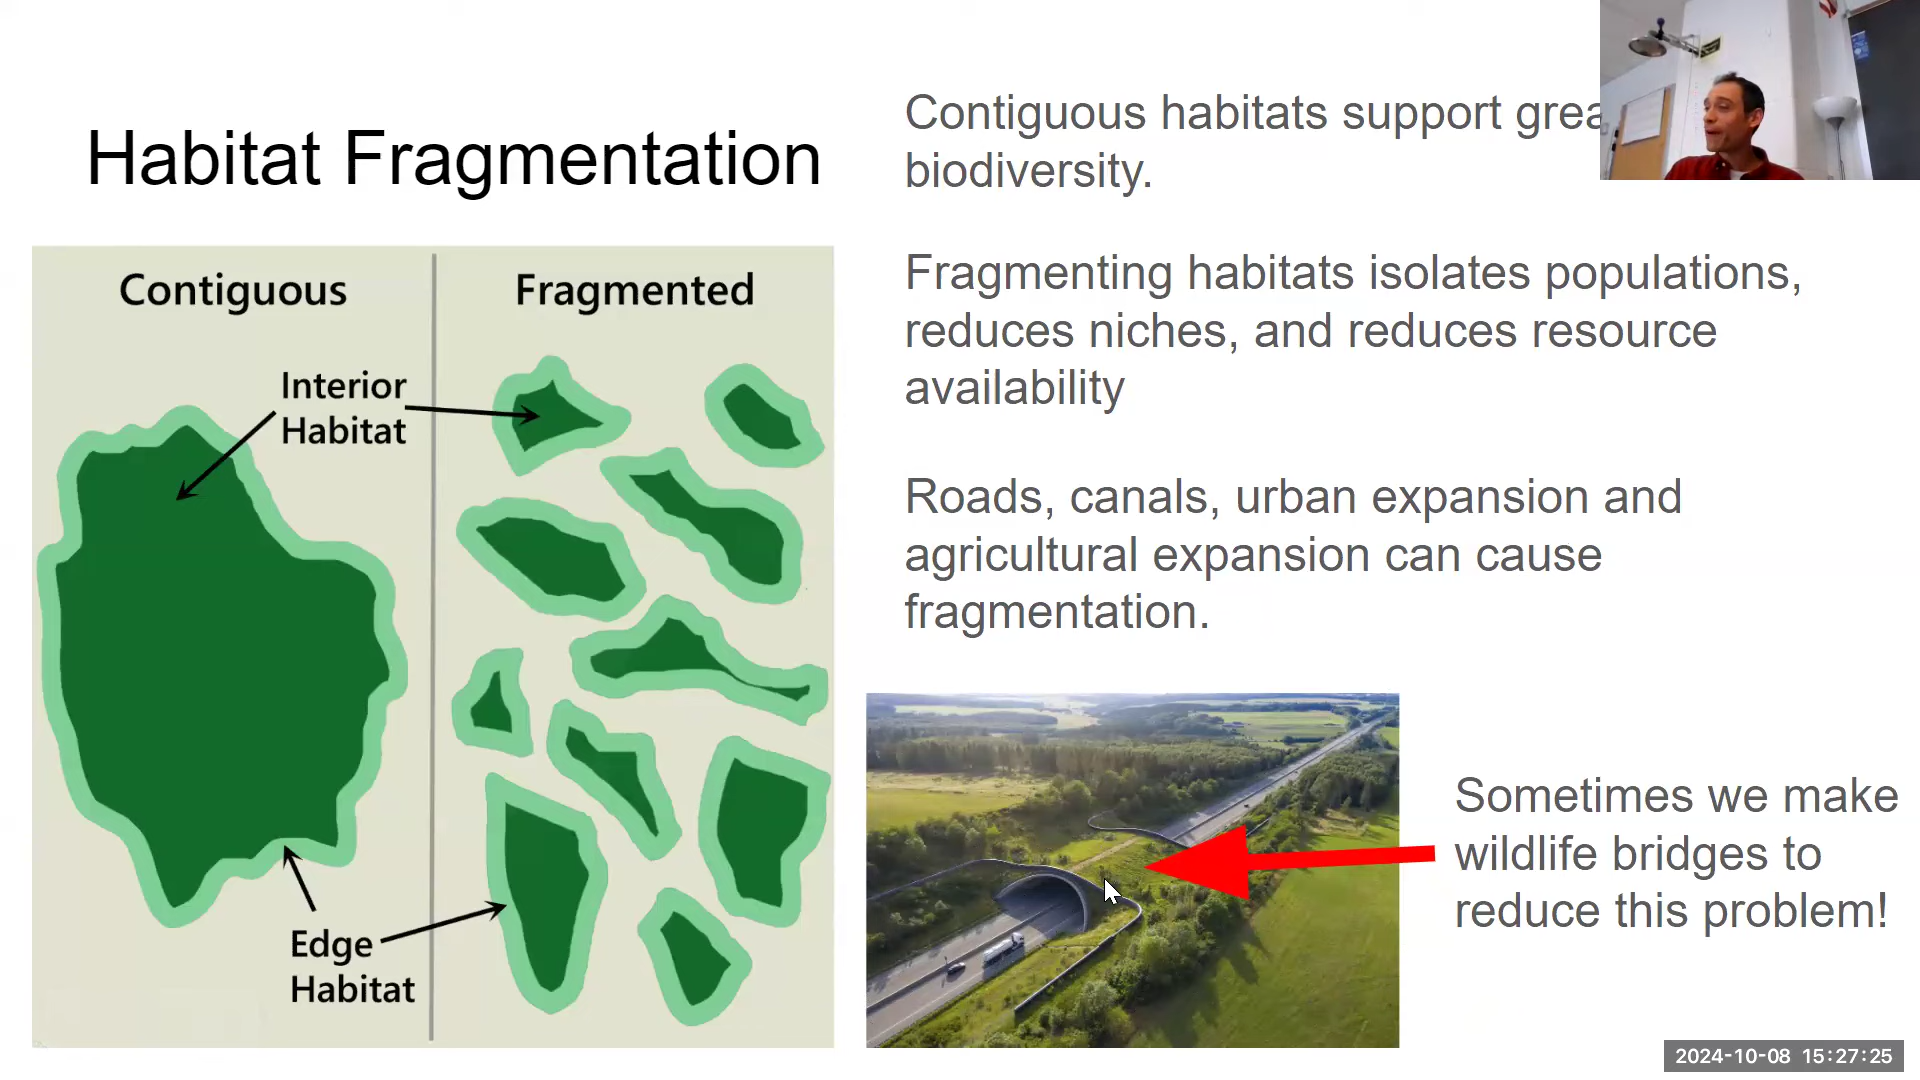 Habitat Fragmentation
Contiguous
Fragmented
Interior
Habitat
Edge
Habitat
Contiguous habitats support
biodiversity.
Fragmenting habitats isolates populations,
reduces niches, and reduces resource
availability
Roads, canals, urban expansion and
agricultural expansion can cause
fragmentation.
Sometimes we make
wildlife bridges to
reduce this problem!
2024-10-08 15:27:25